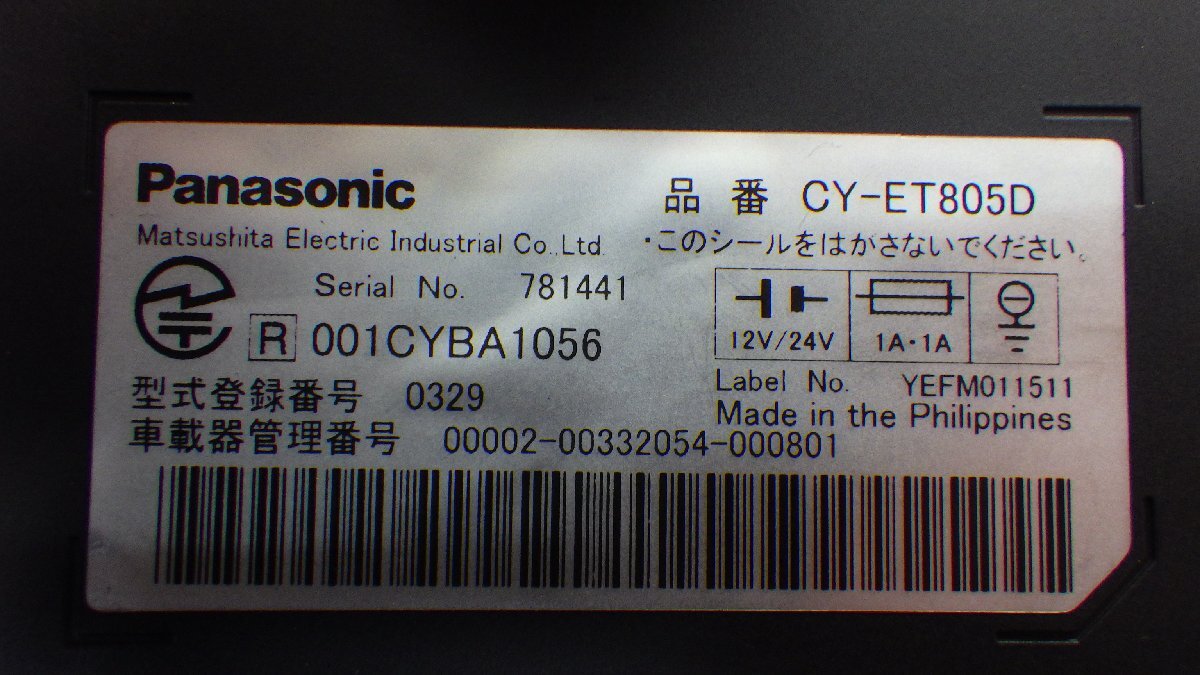 Panasonic
品 番 CY-ET805D
Matsushita Electric Industrial Co.,Ltd.
・このシールをはがさないでください。
Serial No. 781441
R 001CYBA1056
12V/24V 1A・1A
型式登録番号 0329
Label No. YEFM011511
Made in the Philippines
車載器管理番号 00002-00332054-000801